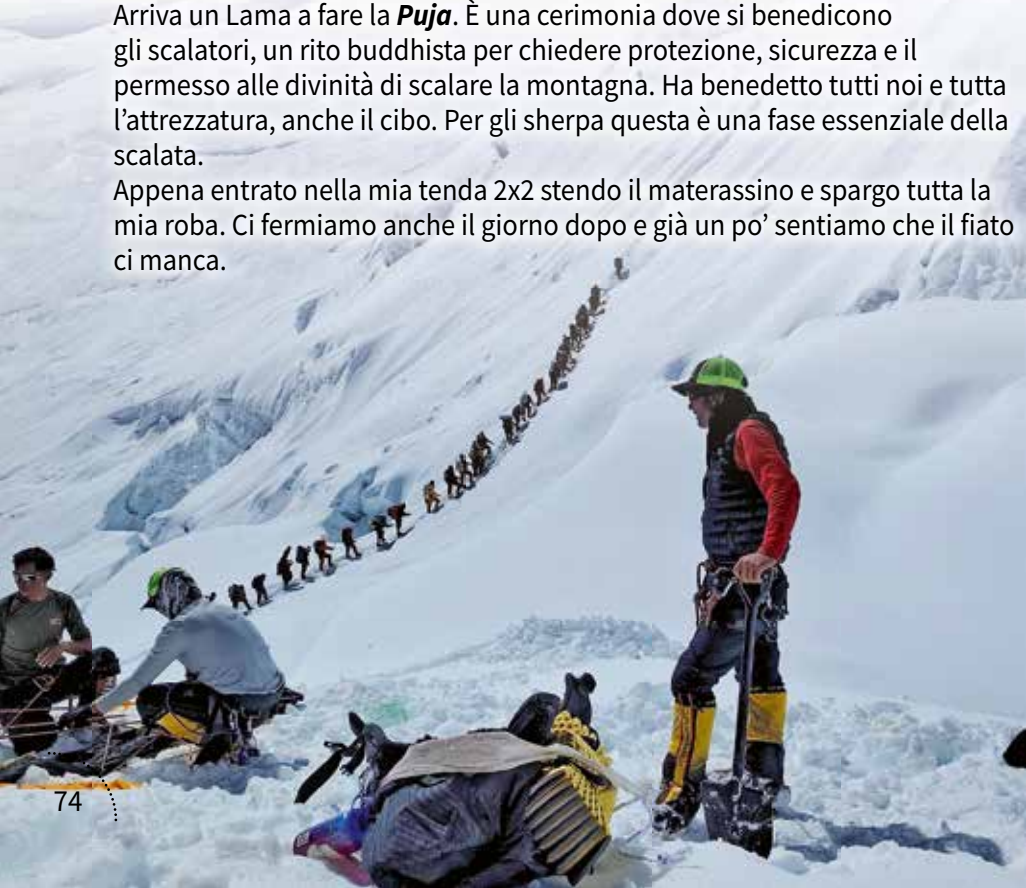 Arriva un Lama a fare la Puja. È una cerimonia dove si benedicono
gli scalatori, un rito buddhista per chiedere protezione, sicurezza e il
permesso alle divinità di scalare la montagna. Ha benedetto tutti noi e tutta
l’attrezzatura, anche il cibo. Per gli sherpa questa è una fase essenziale della
scalata.
Appena entrato nella mia tenda 2x2 stendo il materassino e spargo tutta la
mia roba. Ci fermiamo anche il giorno dopo e già un po’ sentiamo che il fiato
ci manca.
74